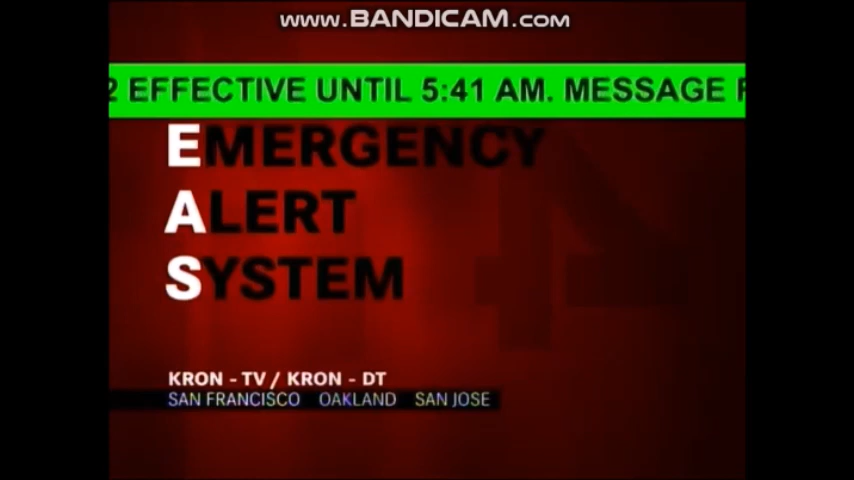 www.BANDICAM.com
2 EFFECTIVE UNTIL 5:41 AM. MESSAGE
EMERGENCY
ALERT
SYSTEM
4
KRON - TV / KRON - DT
SAN FRANCISCO OAKLAND SAN JOSE